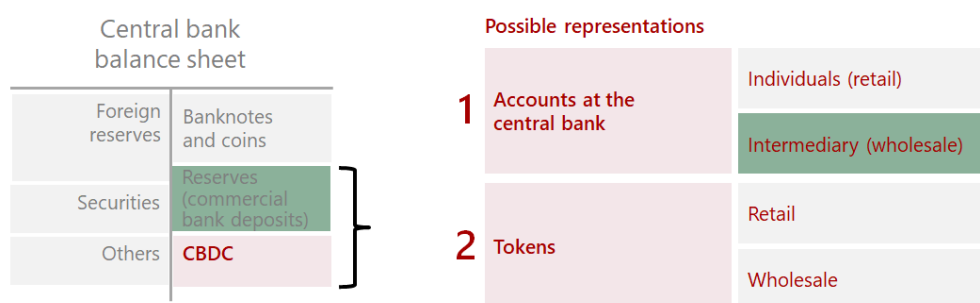 Central bank
balance sheet
Foreign
reserves
Banknotes
and coins
Securities
Reserves
(commercial
bank deposits)
Others
CBDC
Possible representations
1
Accounts at the
central bank
Individuals (retail)
Intermediary (wholesale)
2
Tokens
Retail
Wholesale